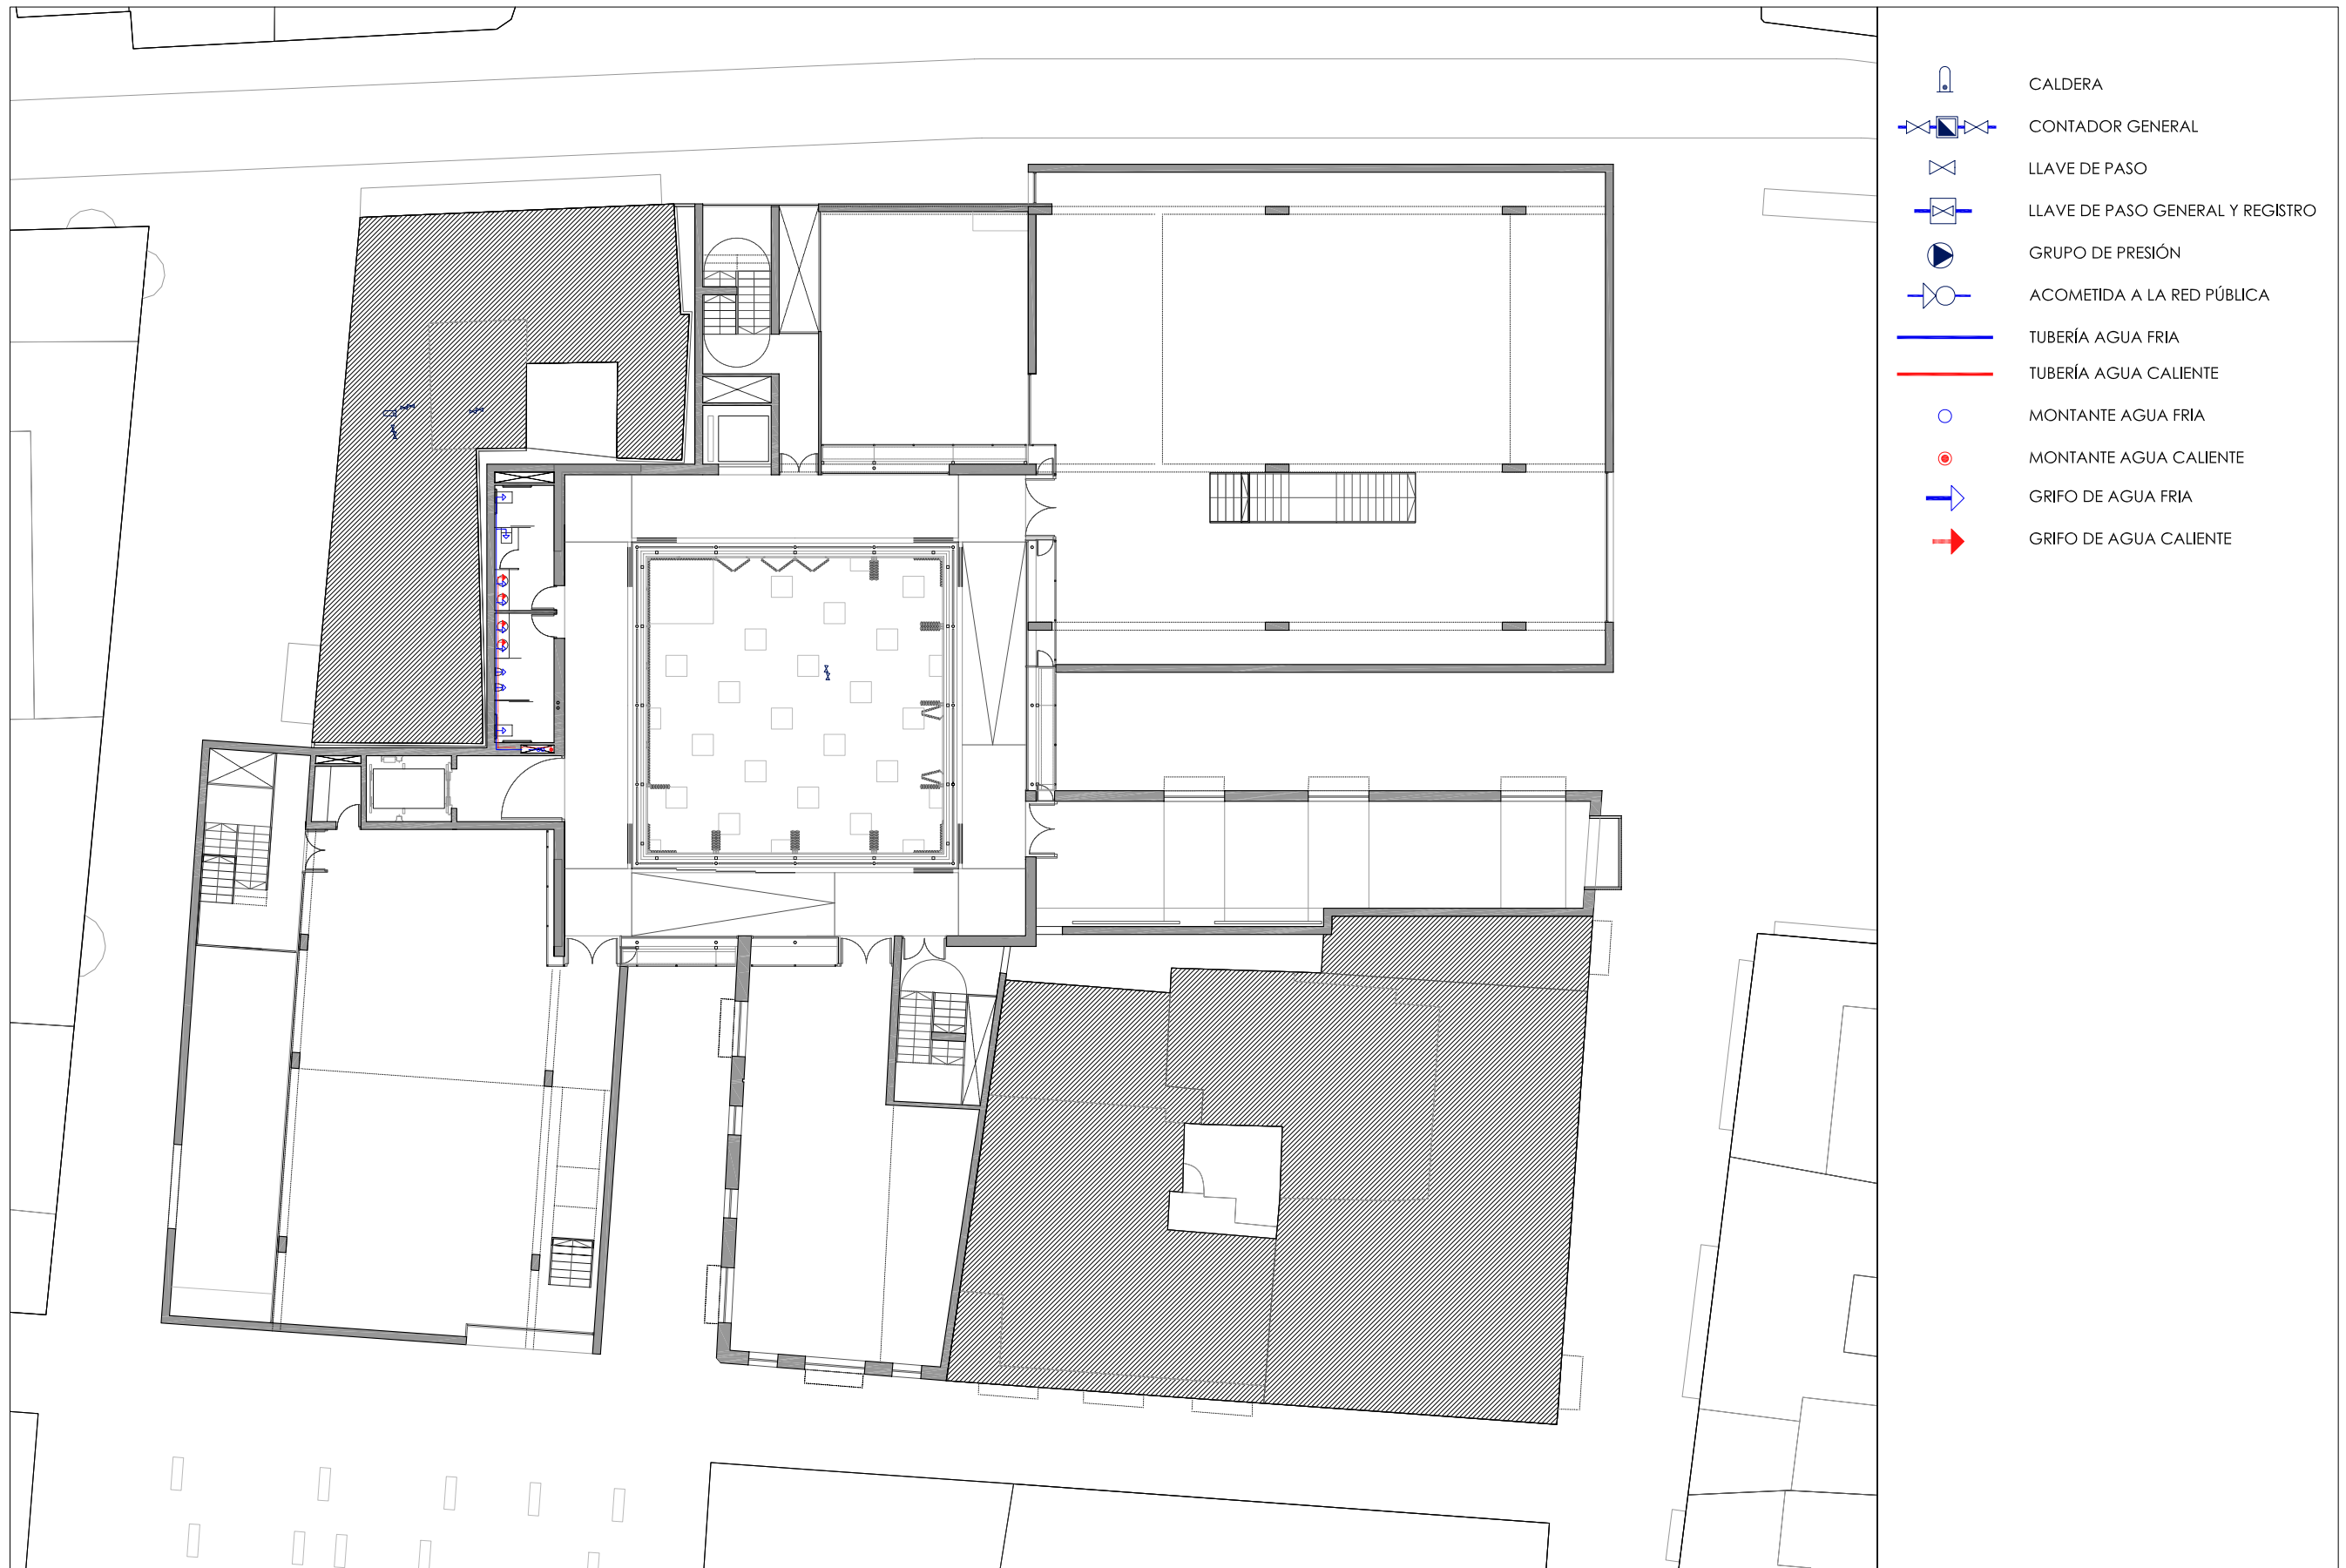 CALDERA
CONTADOR GENERAL
LLAVE DE PASO
LLAVE DE PASO GENERAL Y REGISTRO
GRUPO DE PRESIÓN
ACOMETIDA A LA RED PÚBLICA
TUBERÍA AGUA FRIA
TUBERÍA AGUA CALIENTE
MONTANTE AGUA FRIA
MONTANTE AGUA CALIENTE
GRIFO DE AGUA FRIA
GRIFO DE AGUA CALIENTE